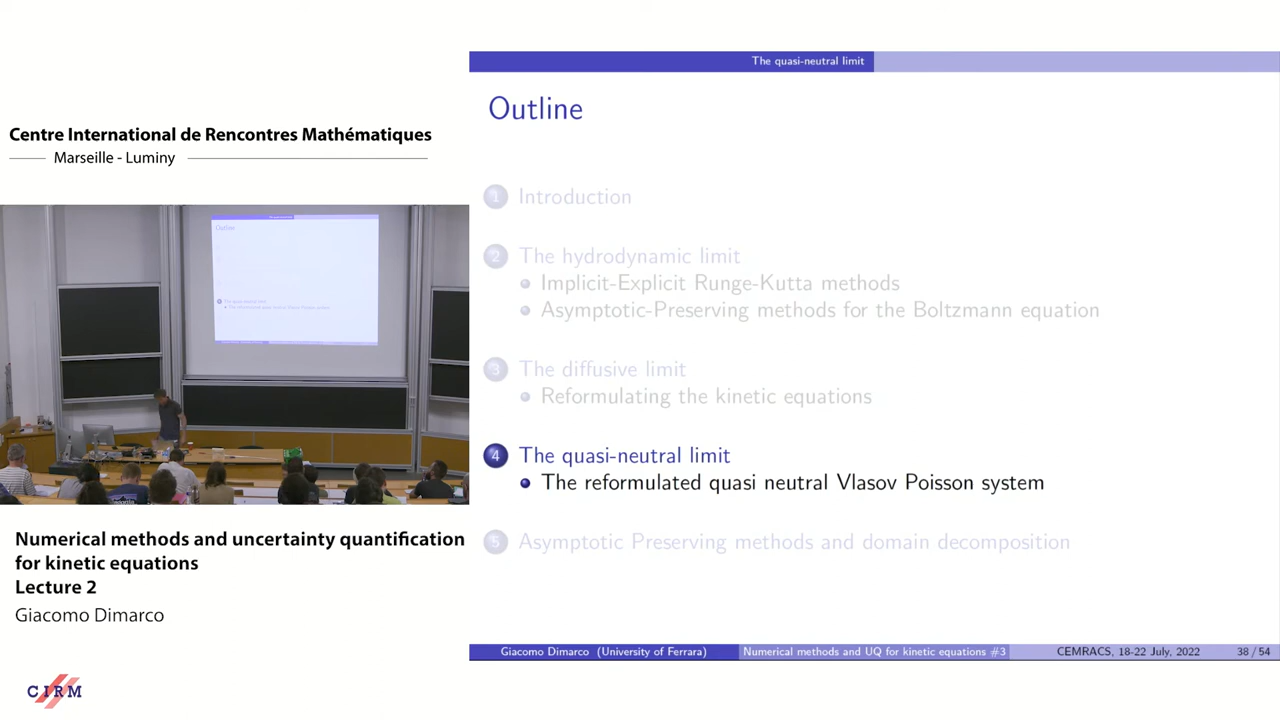 Centre International de Rencontres Mathématiques
Marseille - Luminy
Numerical methods and uncertainty quantification
for kinetic equations
Lecture 2
Giacomo Dimarco
CIRM
The quasi-neutral limit
Outline
1 Introduction
2 The hydrodynamic limit
Implicit-Explicit Runge-Kutta methods
Asymptotic-Preserving methods for the Boltzmann equation
3 The diffusive limit
Reformulating the kinetic equations
4 The quasi-neutral limit
The reformulated quasi neutral Vlasov Poisson system
5 Asymptotic Preserving methods and domain decomposition
Giacomo Dimarco (University of Ferrara) Numerical methods and UQ for kinetic equations #3 CEMRACS, 18-22 July, 2022 38 / 54
Outline